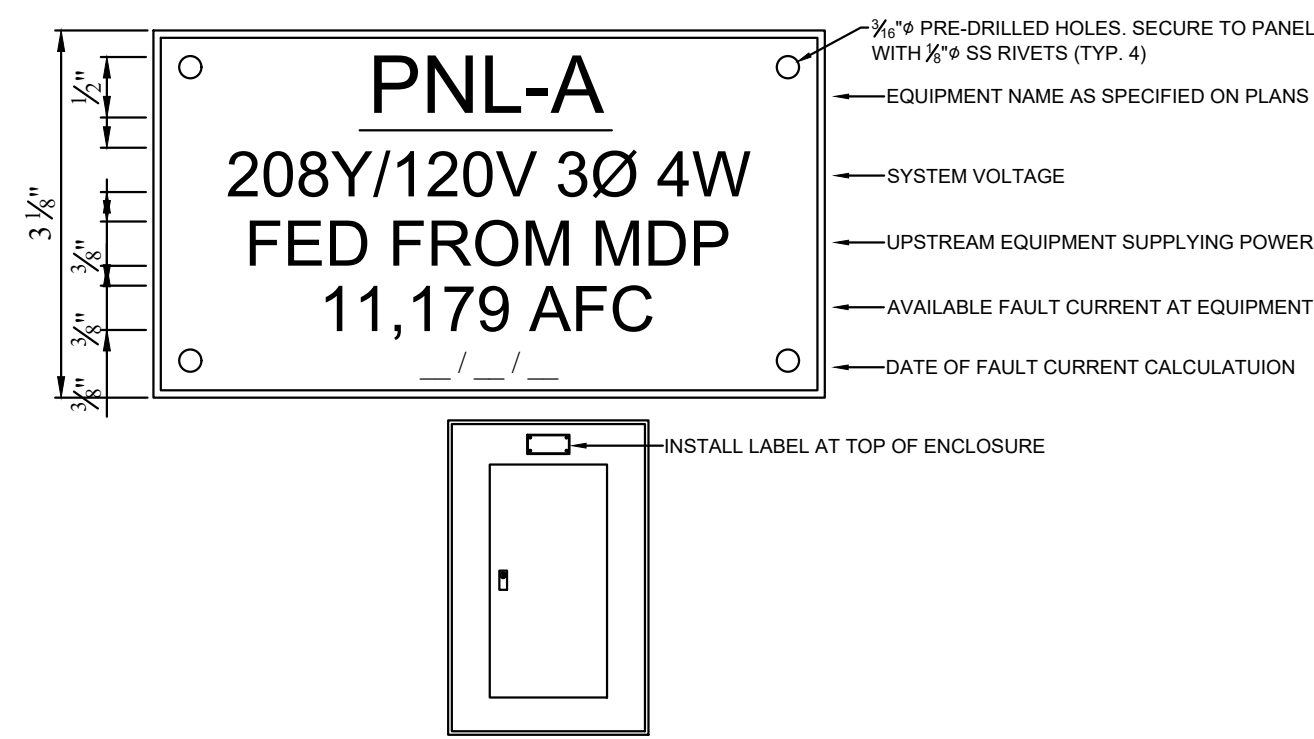 3⁄16"ø PRE-DRILLED HOLES. SECURE TO PANEL
WITH 1⁄8"ø SS RIVETS (TYP. 4)
PNL-A
EQUIPMENT NAME AS SPECIFIED ON PLANS
1⁄2"
208Y/120V 3Ø 4W
SYSTEM VOLTAGE
3 1⁄8"
FED FROM MDP
UPSTREAM EQUIPMENT SUPPLYING POWER
3⁄8"
11,179 AFC
AVAILABLE FAULT CURRENT AT EQUIPMENT
3⁄8"
__ / __ / __
DATE OF FAULT CURRENT CALCULATUION
3⁄8"
INSTALL LABEL AT TOP OF ENCLOSURE